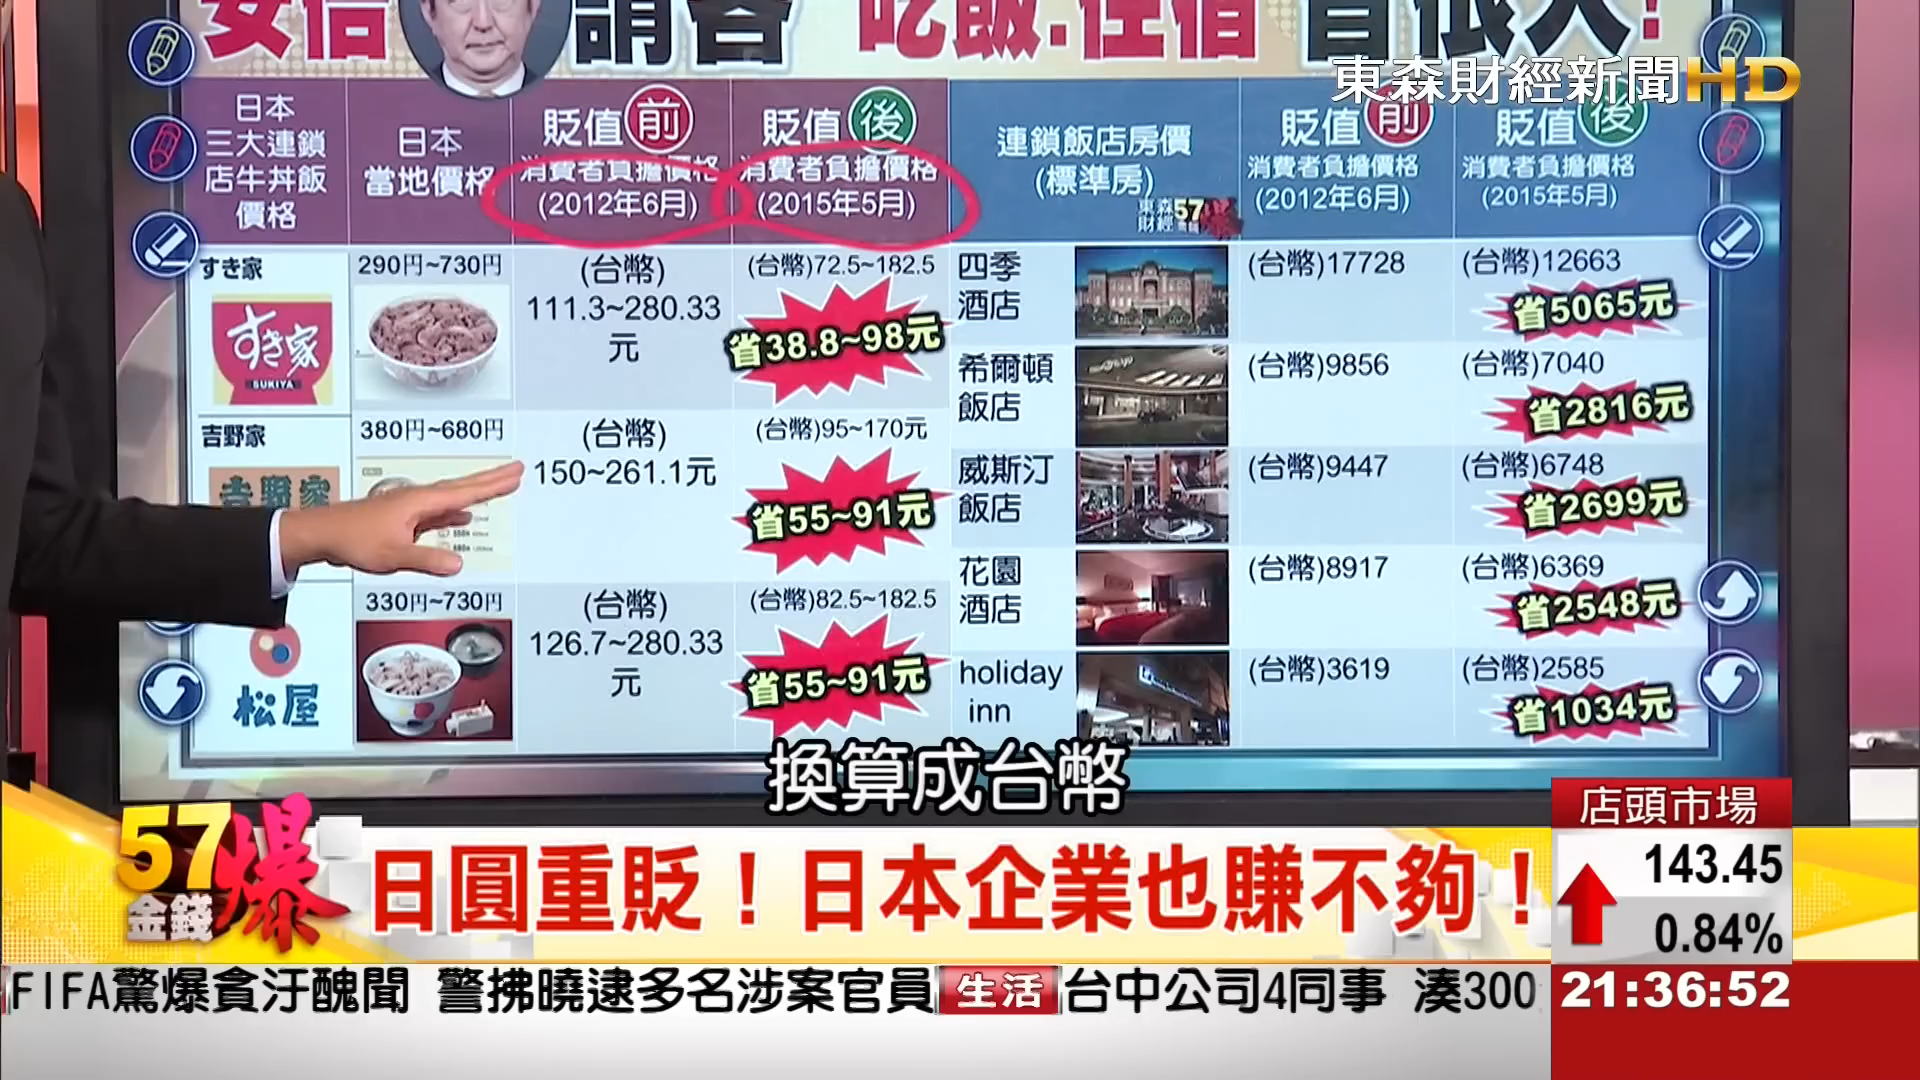 安倍 請客 吃飯.住宿 省很大!
東森財經新聞HD
日本
三大連鎖
店牛丼飯
價格
日本
當地價格
貶值前
消費者負擔價格
(2012年6月)
貶值後
消費者負擔價格
(2015年5月)
連鎖飯店房價
(標準房)
東森
財經
57
爆
貶值前
消費者負擔價格
(2012年6月)
貶值後
消費者負擔價格
(2015年5月)
すき家
すき家
SUKIYA
290円~730円
(台幣)
111.3~280.33
元
(台幣)72.5~182.5
省38.8~98元
吉野家
吉野家
380円~680円
(台幣)
150~261.1元
(台幣)95~170元
省55~91元
松屋
330円~730円
(台幣)
126.7~280.33
元
(台幣)82.5~182.5
省55~91元
四季
酒店
(台幣)17728
(台幣)12663
省5065元
希爾頓
飯店
(台幣)9856
(台幣)7040
省2816元
威斯汀
飯店
(台幣)9447
(台幣)6748
省2699元
花園
酒店
(台幣)8917
(台幣)6369
省2548元
holiday
inn
(台幣)3619
(台幣)2585
省1034元
換算成台幣
57
金錢
爆
日圓重貶！日本企業也賺不夠！
店頭市場
143.45
0.84%
FIFA驚爆貪汙醜聞 警拂曉逮多名涉案官員 生活 台中公司4同事 湊300
21:36:52